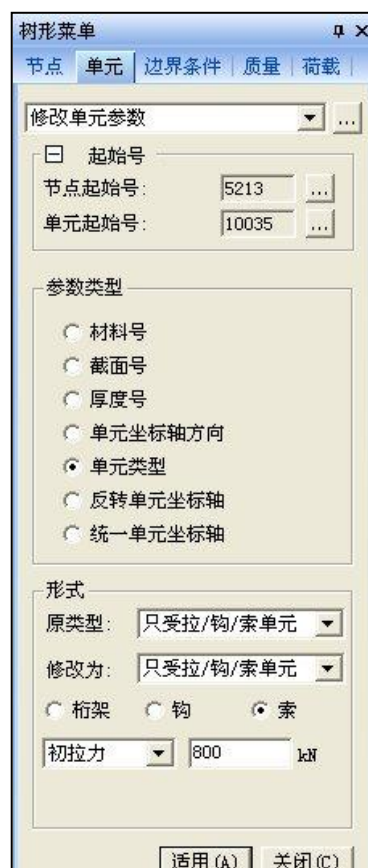 树形菜单
节点 单元 边界条件 质量 荷载
修改单元参数 ...
起始号
节点起始号: 5213 ...
单元起始号: 10035 ...
参数类型
材料号
截面号
厚度号
单元坐标轴方向
单元类型
反转单元坐标轴
统一单元坐标轴
形式
原类型: 只受拉/钩/索单元
修改为: 只受拉/钩/索单元
桁架 钩 索
初拉力 800 kN
适用(A) 关闭(C)